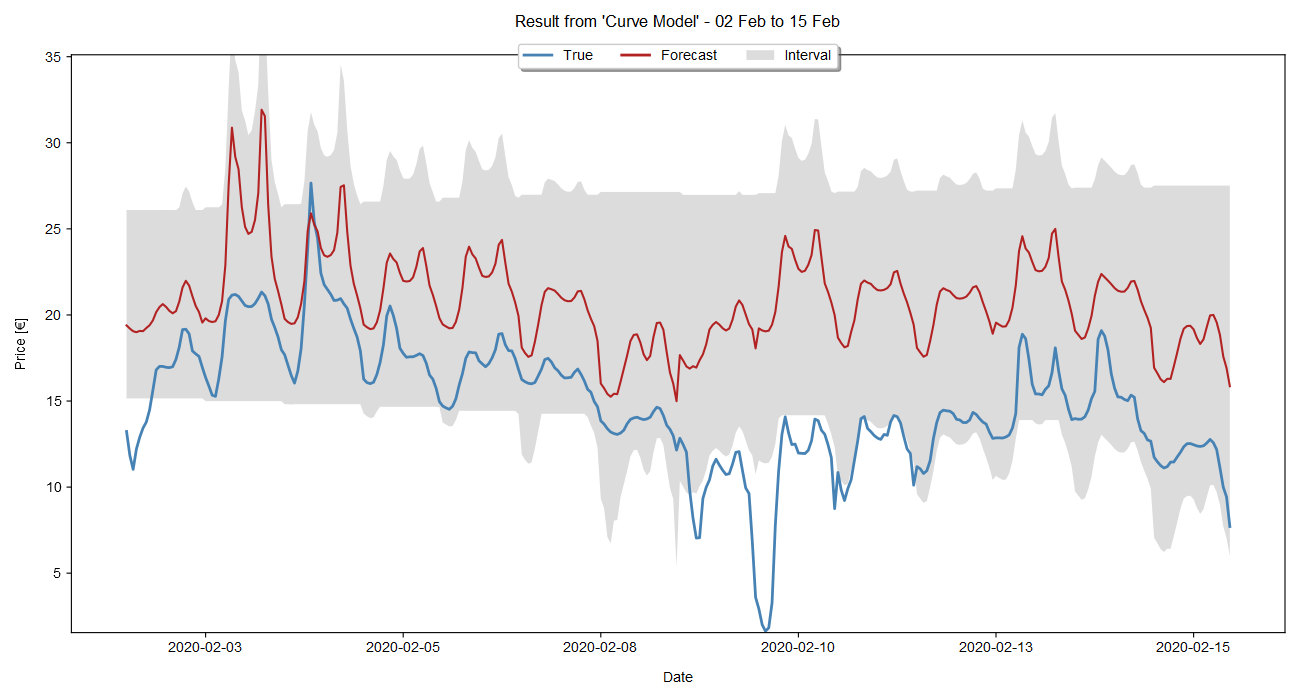 Result from 'Curve Model' - 02 Feb to 15 Feb
True Forecast Interval
35
30
25
20
15
10
5
Price [€]
2020-02-03 2020-02-05 2020-02-08 2020-02-10 2020-02-13 2020-02-15
Date